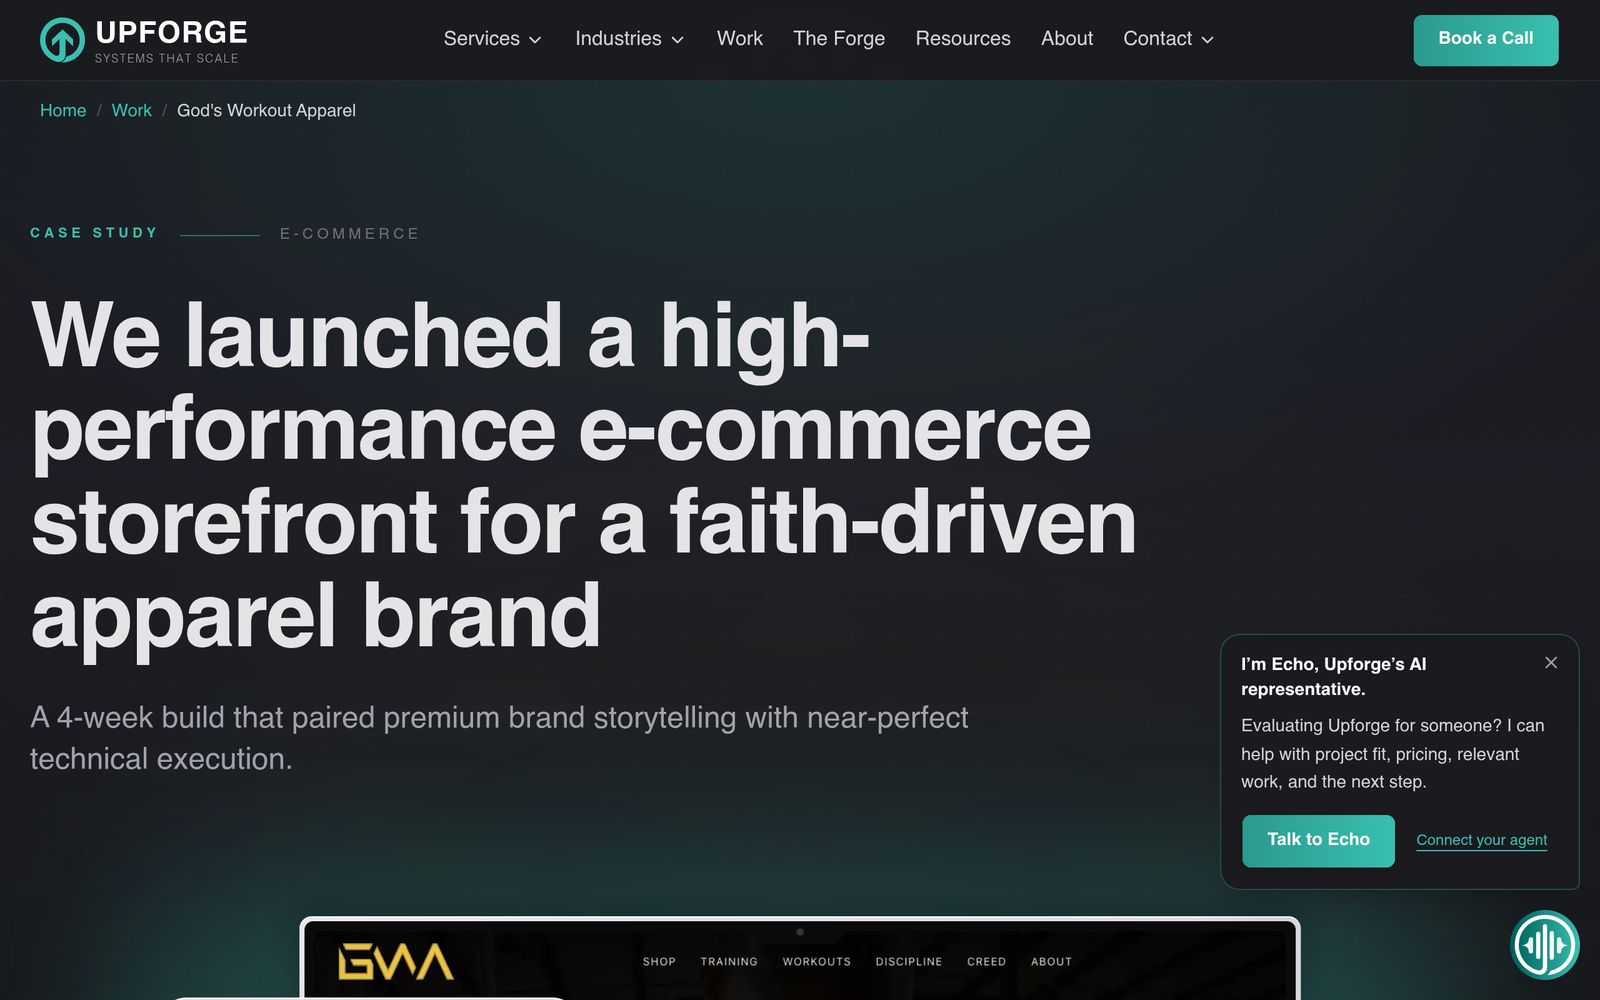 UPFORGE
SYSTEMS THAT SCALE
Services
Industries
Work
The Forge
Resources
About
Contact
Book a Call
Home / Work / God's Workout Apparel
CASE STUDY
E-COMMERCE
We launched a high-
performance e-commerce
storefront for a faith-driven
apparel brand
A 4-week build that paired premium brand storytelling with near-perfect
technical execution.
I'm Echo, Upforge's AI
representative.
Evaluating Upforge for someone? I can
help with project fit, pricing, relevant
work, and the next step.
Talk to Echo
Connect your agent
GWA
SHOP
TRAINING
WORKOUTS
DISCIPLINE
CREED
ABOUT